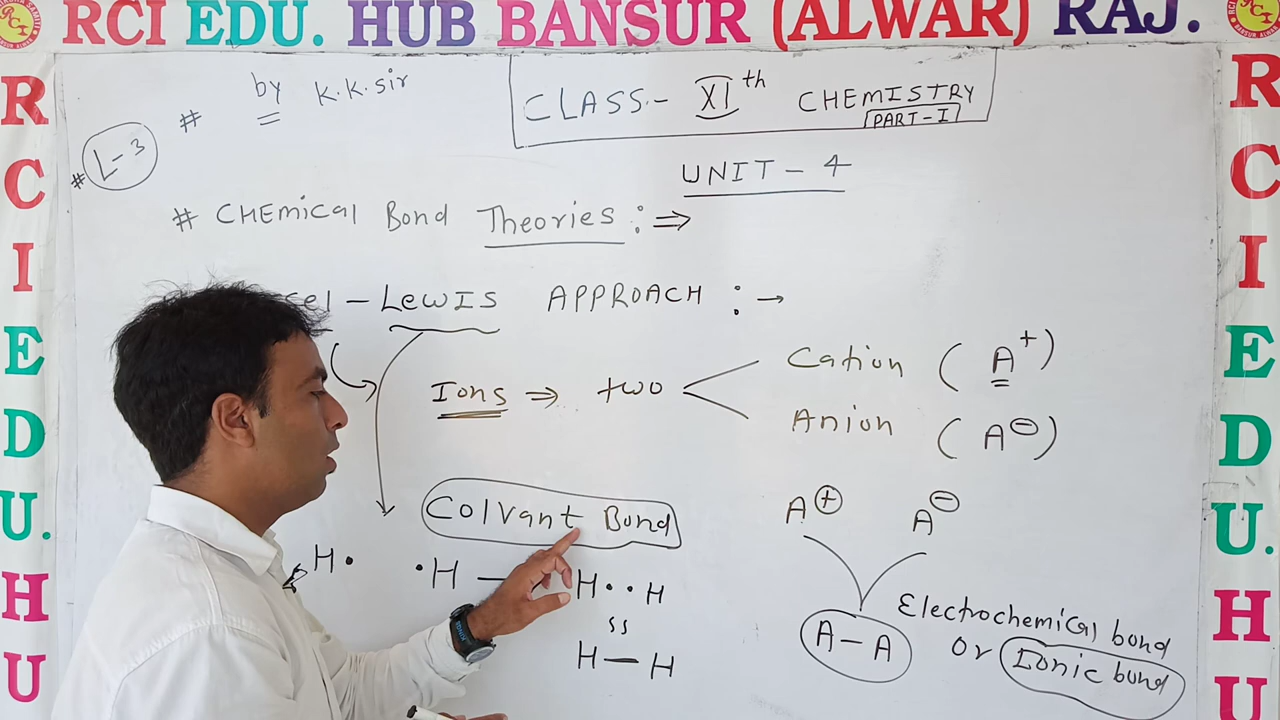 RCI EDU. HUB BANSUR (ALWAR) RAJ.
# by K.K.Sir
CLASS:- XIth CHEMISTRY
PART-I
# L-3
UNIT-4
# CHEmical Bond Theories :⇒
Lewis APPROACH :→
Ions ⇒ two
Cation (A+)
Anion (A⊖)
Colvant Bond
A⊕ A⊖
H• •H — H••H
H—H
A-A
Electrochemical bond
or Ionic bond
R
C
I
E
D
U.
H
U
R
C
I
E
D
U.
H
U